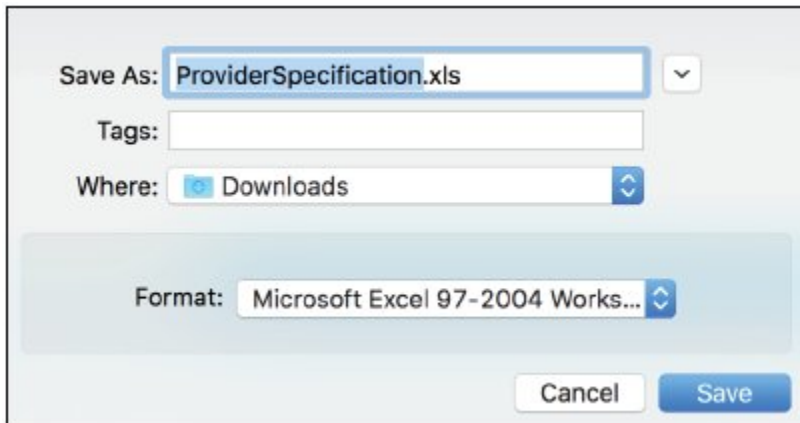 Save As: ProviderSpecification.xls
Tags:
Where: Downloads
Format: Microsoft Excel 97-2004 Works...
Cancel Save